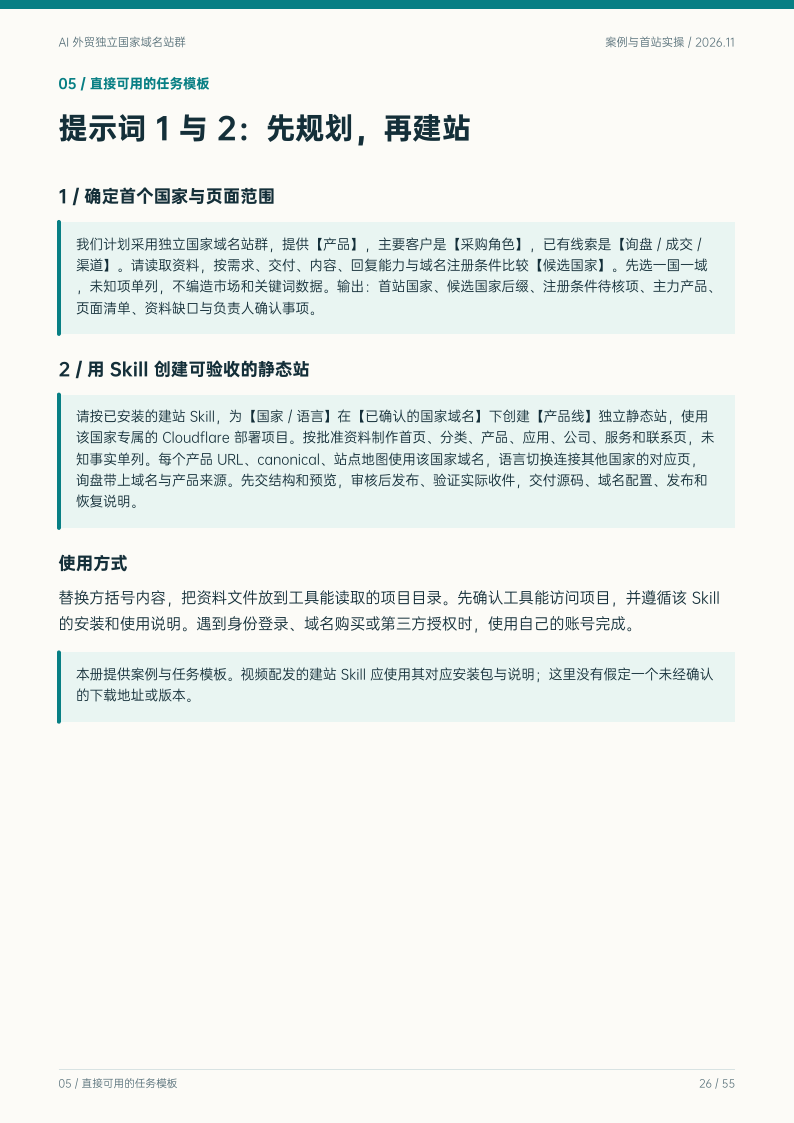 AI 外贸独立国家域名站群
案例与首站实操 / 2026.11
05 / 直接可用的任务模板
提示词 1 与 2：先规划，再建站
1 / 确定首个国家与页面范围
我们计划采用独立国家域名站群，提供【产品】，主要客户是【采购角色】，已有线索是【询盘 / 成交 /
渠道】。请读取资料，按需求、交付、内容、回复能力与域名注册条件比较【候选国家】。先选一国一域
，未知项单列，不编造市场和关键词数据。输出：首站国家、候选国家后缀、注册条件待核项、主力产品、
页面清单、资料缺口与负责人确认事项。
2 / 用 Skill 创建可验收的静态站
请按已安装的建站 Skill，为【国家 / 语言】在【已确认的国家域名】下创建【产品线】独立静态站，使用
该国家专属的 Cloudflare 部署项目。按批准资料制作首页、分类、产品、应用、公司、服务和联系页，未
知事实单列。每个产品 URL、canonical、站点地图使用该国家域名，语言切换连接其他国家的对应页，
询盘带上域名与产品来源。先交结构和预览，审核后发布、验证实际收件，交付源码、域名配置、发布和
恢复说明。
使用方式
替换方括号内容，把资料文件放到工具能读取的项目目录。先确认工具能访问项目，并遵循该 Skill
的安装和使用说明。遇到身份登录、域名购买或第三方授权时，使用自己的账号完成。
本册提供案例与任务模板。视频配发的建站 Skill 应使用其对应安装包与说明；这里没有假定一个未经确认
的下载地址或版本。
05 / 直接可用的任务模板
26 / 55